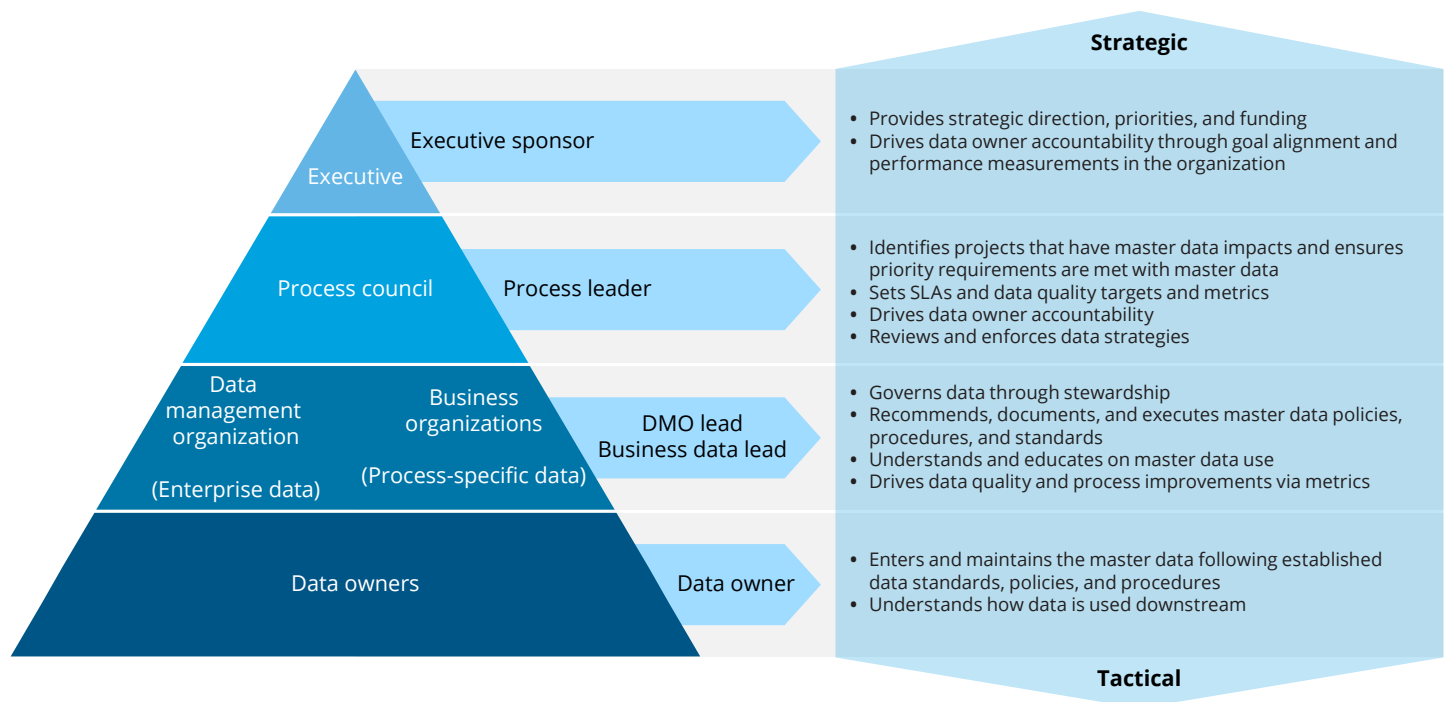 Strategic
Executive
Executive sponsor
• Provides strategic direction, priorities, and funding
• Drives data owner accountability through goal alignment and
performance measurements in the organization
Process council
Process leader
• Identifies projects that have master data impacts and ensures
priority requirements are met with master data
• Sets SLAs and data quality targets and metrics
• Drives data owner accountability
• Reviews and enforces data strategies
Data
management
organization
(Enterprise data)
Business
organizations
(Process-specific data)
DMO lead
Business data lead
• Governs data through stewardship
• Recommends, documents, and executes master data policies,
procedures, and standards
• Understands and educates on master data use
• Drives data quality and process improvements via metrics
Data owners
Data owner
• Enters and maintains the master data following established
data standards, policies, and procedures
• Understands how data is used downstream
Tactical